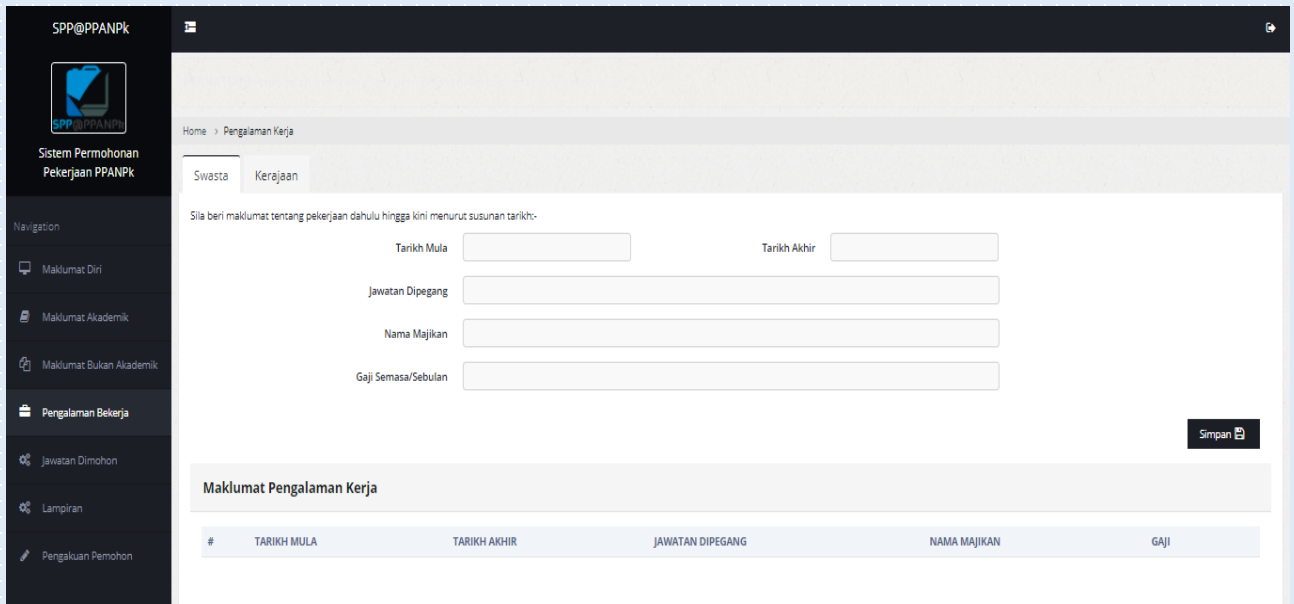 SPP@PPANPk
SPP@PPANPk
Sistem Permohonan
Pekerjaan PPANPk
Navigation
Maklumat Diri
Maklumat Akademik
Maklumat Bukan Akademik
Pengalaman Bekerja
Jawatan Dimohon
Lampiran
Pengakuan Pemohon
Home > Pengalaman Kerja
Swasta Kerajaan
Sila beri maklumat tentang pekerjaan dahulu hingga kini menurut susunan tarikh:-
Tarikh Mula Tarikh Akhir
Jawatan Dipegang
Nama Majikan
Gaji Semasa/Sebulan
Simpan
Maklumat Pengalaman Kerja
# TARIKH MULA TARIKH AKHIR JAWATAN DIPEGANG NAMA MAJIKAN GAJI